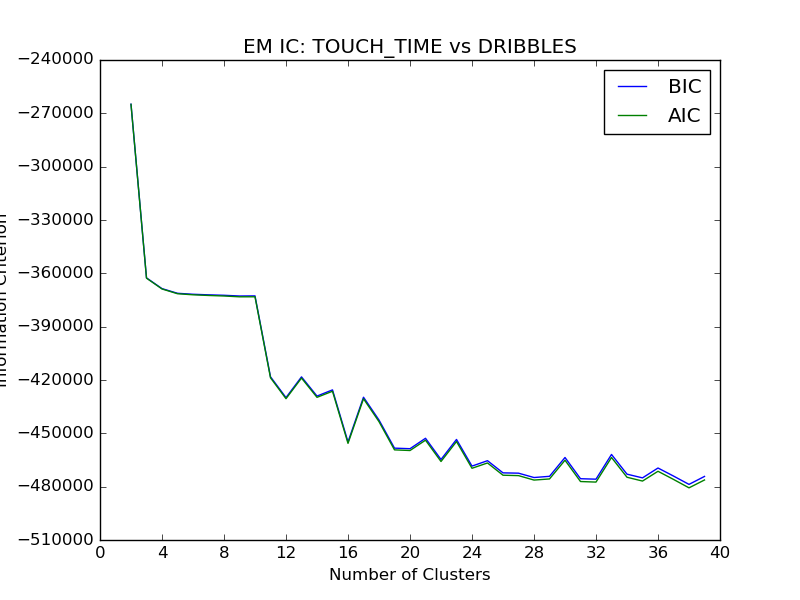 EM IC: TOUCH_TIME vs DRIBBLES
BIC
AIC
−240000
−270000
−300000
−330000
−360000
−390000
−420000
−450000
−480000
−510000
Information Criterion
0 4 8 12 16 20 24 28 32 36 40
Number of Clusters